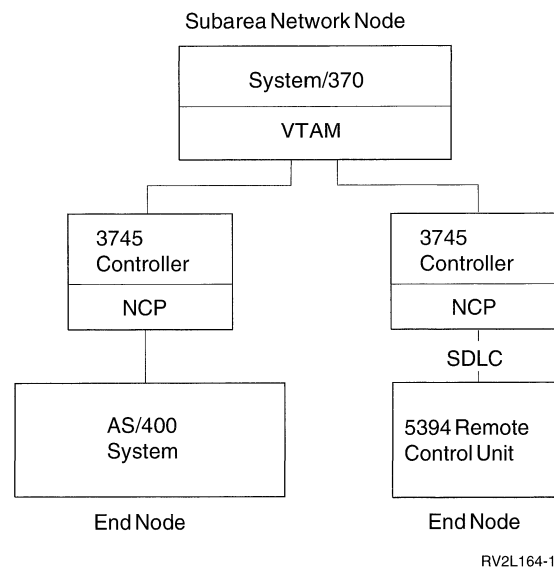 Subarea Network Node
System/370
VTAM
3745
Controller
NCP
3745
Controller
NCP
SDLC
AS/400
System
5394 Remote
Control Unit
End Node
End Node
RV2L164-1